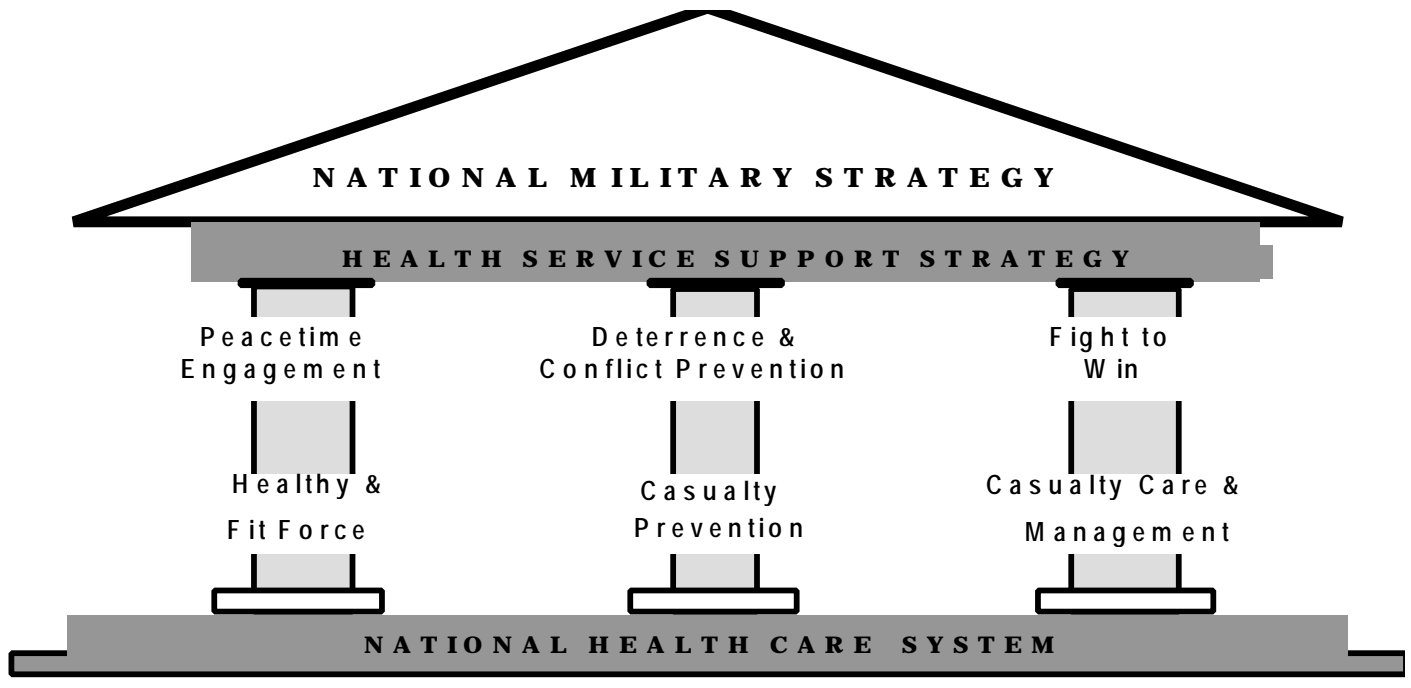 NATIONAL MILITARY STRATEGY
HEALTH SERVICE SUPPORT STRATEGY
Peacetime
Engagement
Deterrence &
Conflict Prevention
Fight to
Win
Healthy &
Fit Force
Casualty
Prevention
Casualty Care &
Management
NATIONAL HEALTH CARE SYSTEM